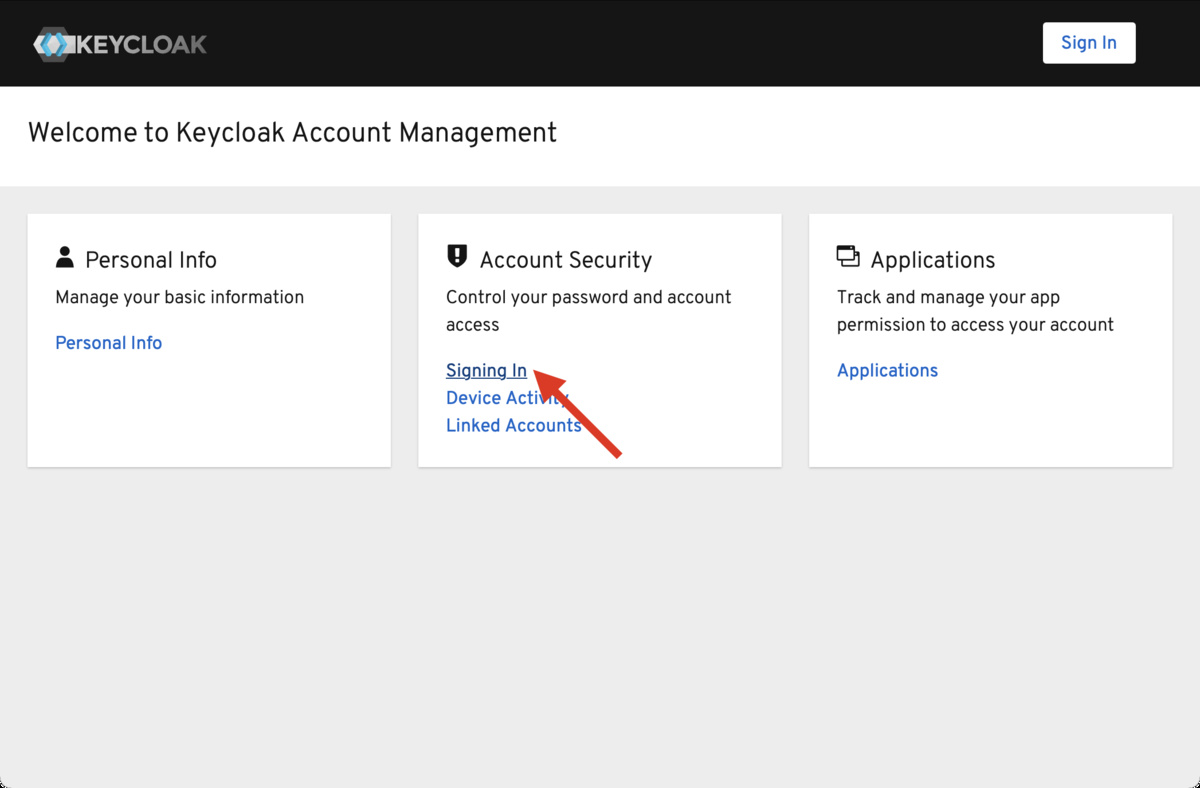 KEYCLOAK
Sign In
Welcome to Keycloak Account Management
Personal Info
Manage your basic information
Personal Info
Account Security
Control your password and account
access
Signing In
Device Activity
Linked Accounts
Applications
Track and manage your app
permission to access your account
Applications